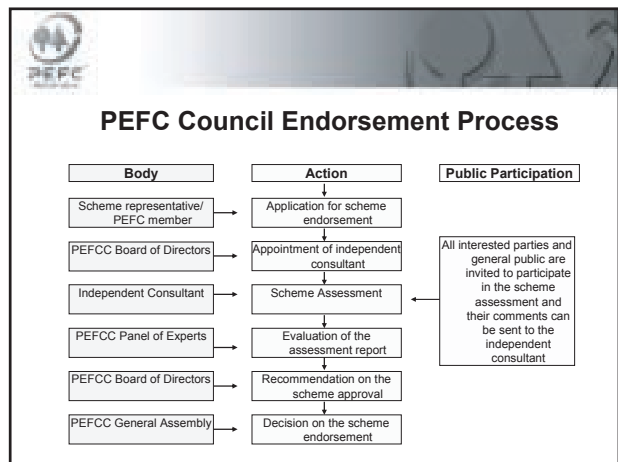 PEFC
PEFC Council Endorsement Process
Body
Action
Public Participation
Scheme representative/
PEFC member
Application for scheme
endorsement
PEFCC Board of Directors
Appointment of independent
consultant
All interested parties and
general public are
invited to participate
in the scheme
assessment and
their comments can
be sent to the
independent
consultant
Independent Consultant
Scheme Assessment
PEFCC Panel of Experts
Evaluation of the
assessment report
PEFCC Board of Directors
Recommendation on the
scheme approval
PEFCC General Assembly
Decision on the scheme
endorsement